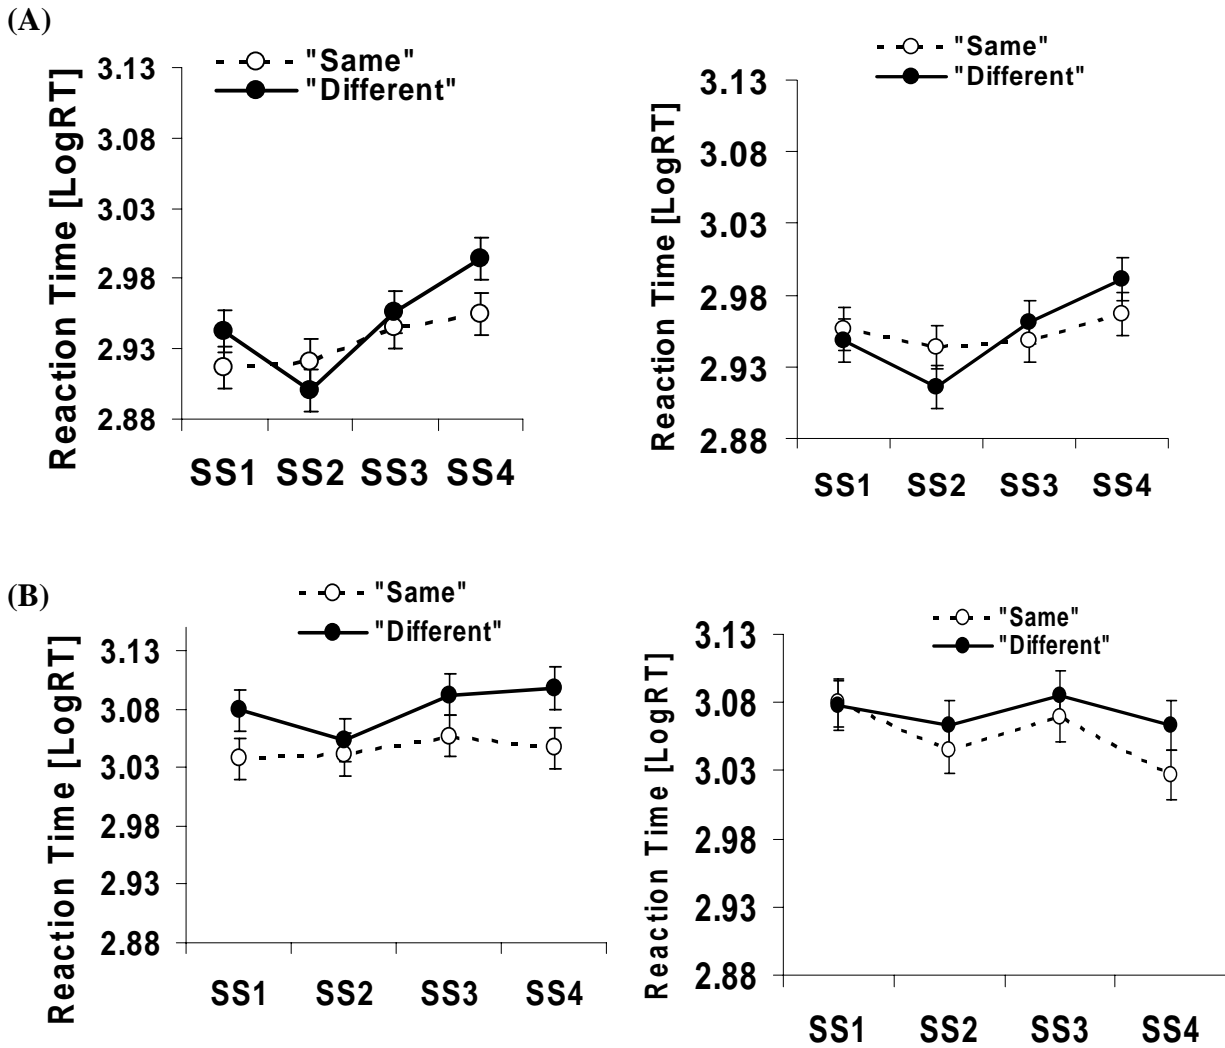 (A)
"Same"
"Different"
Reaction Time [LogRT]
3.13
3.08
3.03
2.98
2.93
2.88
SS1 SS2 SS3 SS4
"Same"
"Different"
Reaction Time [LogRT]
3.13
3.08
3.03
2.98
2.93
2.88
SS1 SS2 SS3 SS4
(B)
"Same"
"Different"
Reaction Time [LogRT]
3.13
3.08
3.03
2.98
2.93
2.88
SS1 SS2 SS3 SS4
"Same"
"Different"
Reaction Time [LogRT]
3.13
3.08
3.03
2.98
2.93
2.88
SS1 SS2 SS3 SS4